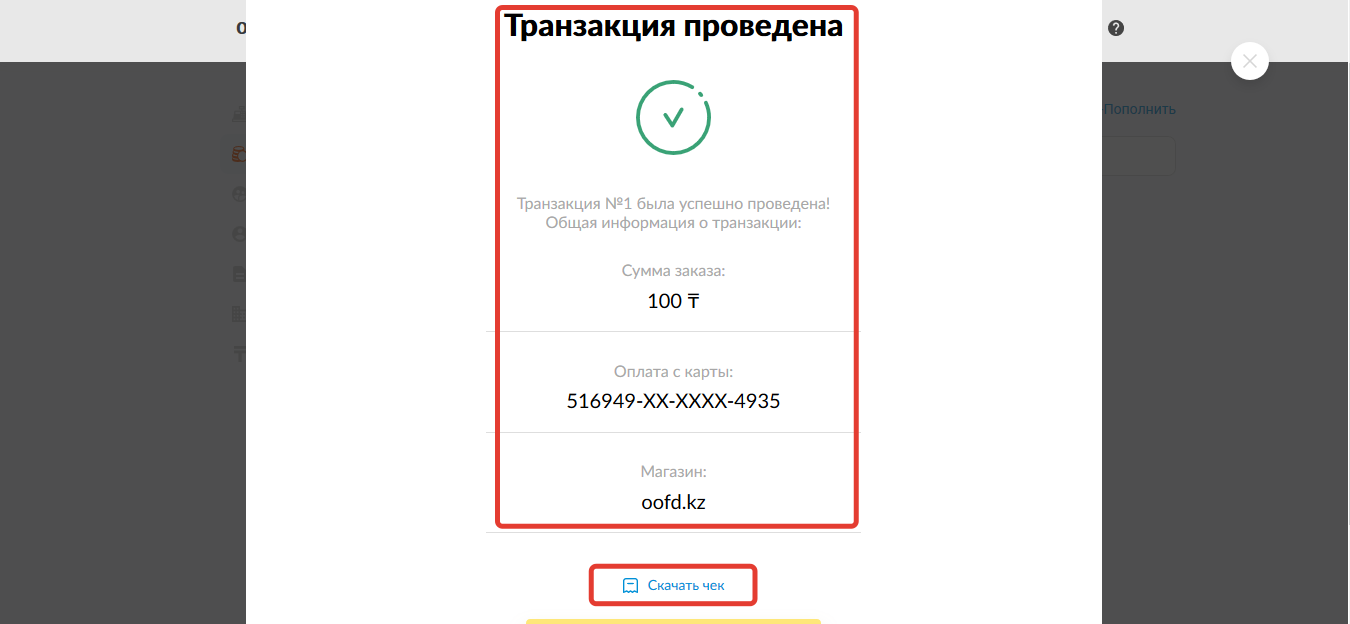 Транзакция проведена
Пополнить
Транзакция №1 была успешно проведена!
Общая информация о транзакции:
Сумма заказа:
100 ₸
Оплата с карты:
516949-XX-XXXX-4935
Магазин:
oofd.kz
Скачать чек